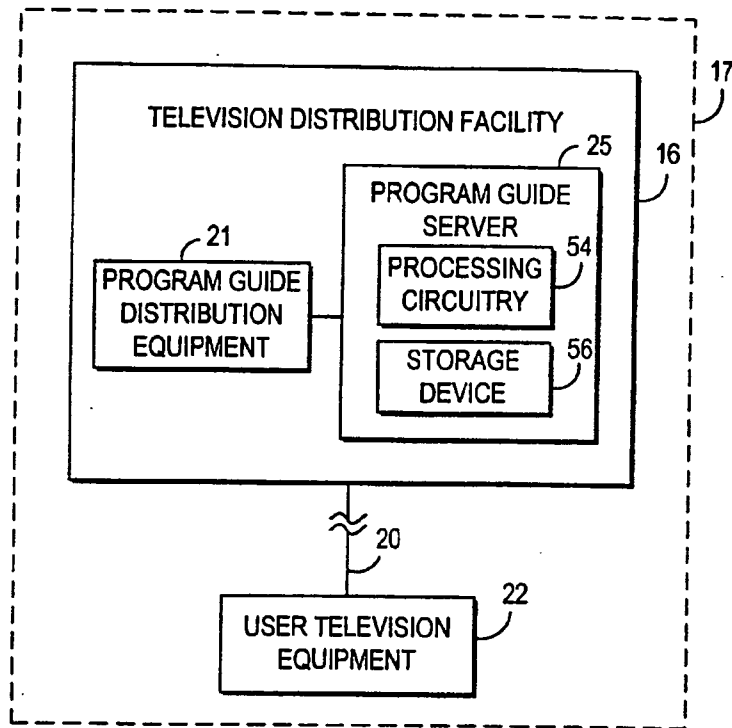 17
TELEVISION DISTRIBUTION FACILITY
16
25
PROGRAM GUIDE
SERVER
21
PROGRAM GUIDE
DISTRIBUTION
EQUIPMENT
54
PROCESSING
CIRCUITRY
56
STORAGE
DEVICE
20
22
USER TELEVISION
EQUIPMENT